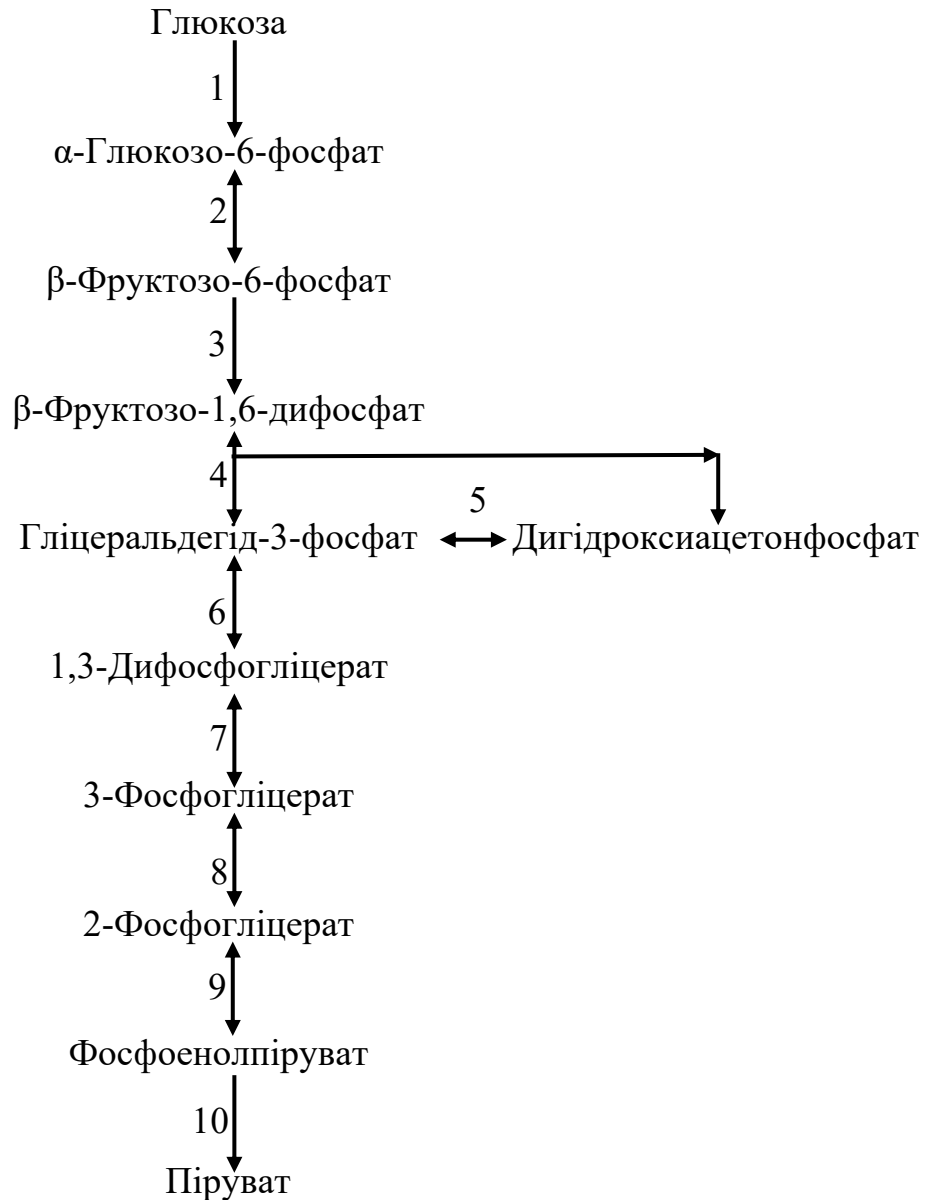 Глюкоза
1
α-Глюкозо-6-фосфат
2
β-Фруктозо-6-фосфат
3
β-Фруктозо-1,6-дифосфат
4
5
Гліцеральдегід-3-фосфат Дигідроксиацетонфосфат
6
1,3-Дифосфогліцерат
7
3-Фосфогліцерат
8
2-Фосфогліцерат
9
Фосфоенолпіруват
10
Піруват